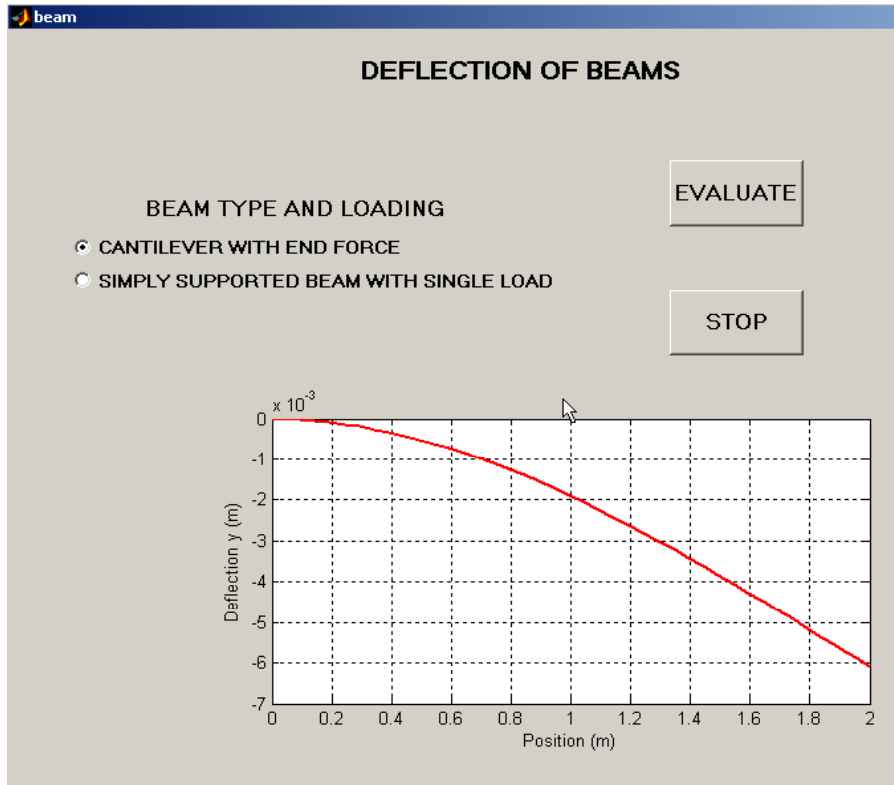 beam
DEFLECTION OF BEAMS
EVALUATE
BEAM TYPE AND LOADING
CANTILEVER WITH END FORCE
SIMPLY SUPPORTED BEAM WITH SINGLE LOAD
STOP
x 10⁻³
0
-1
-2
-3
-4
-5
-6
-7
Deflection y (m)
0 0.2 0.4 0.6 0.8 1 1.2 1.4 1.6 1.8 2
Position (m)